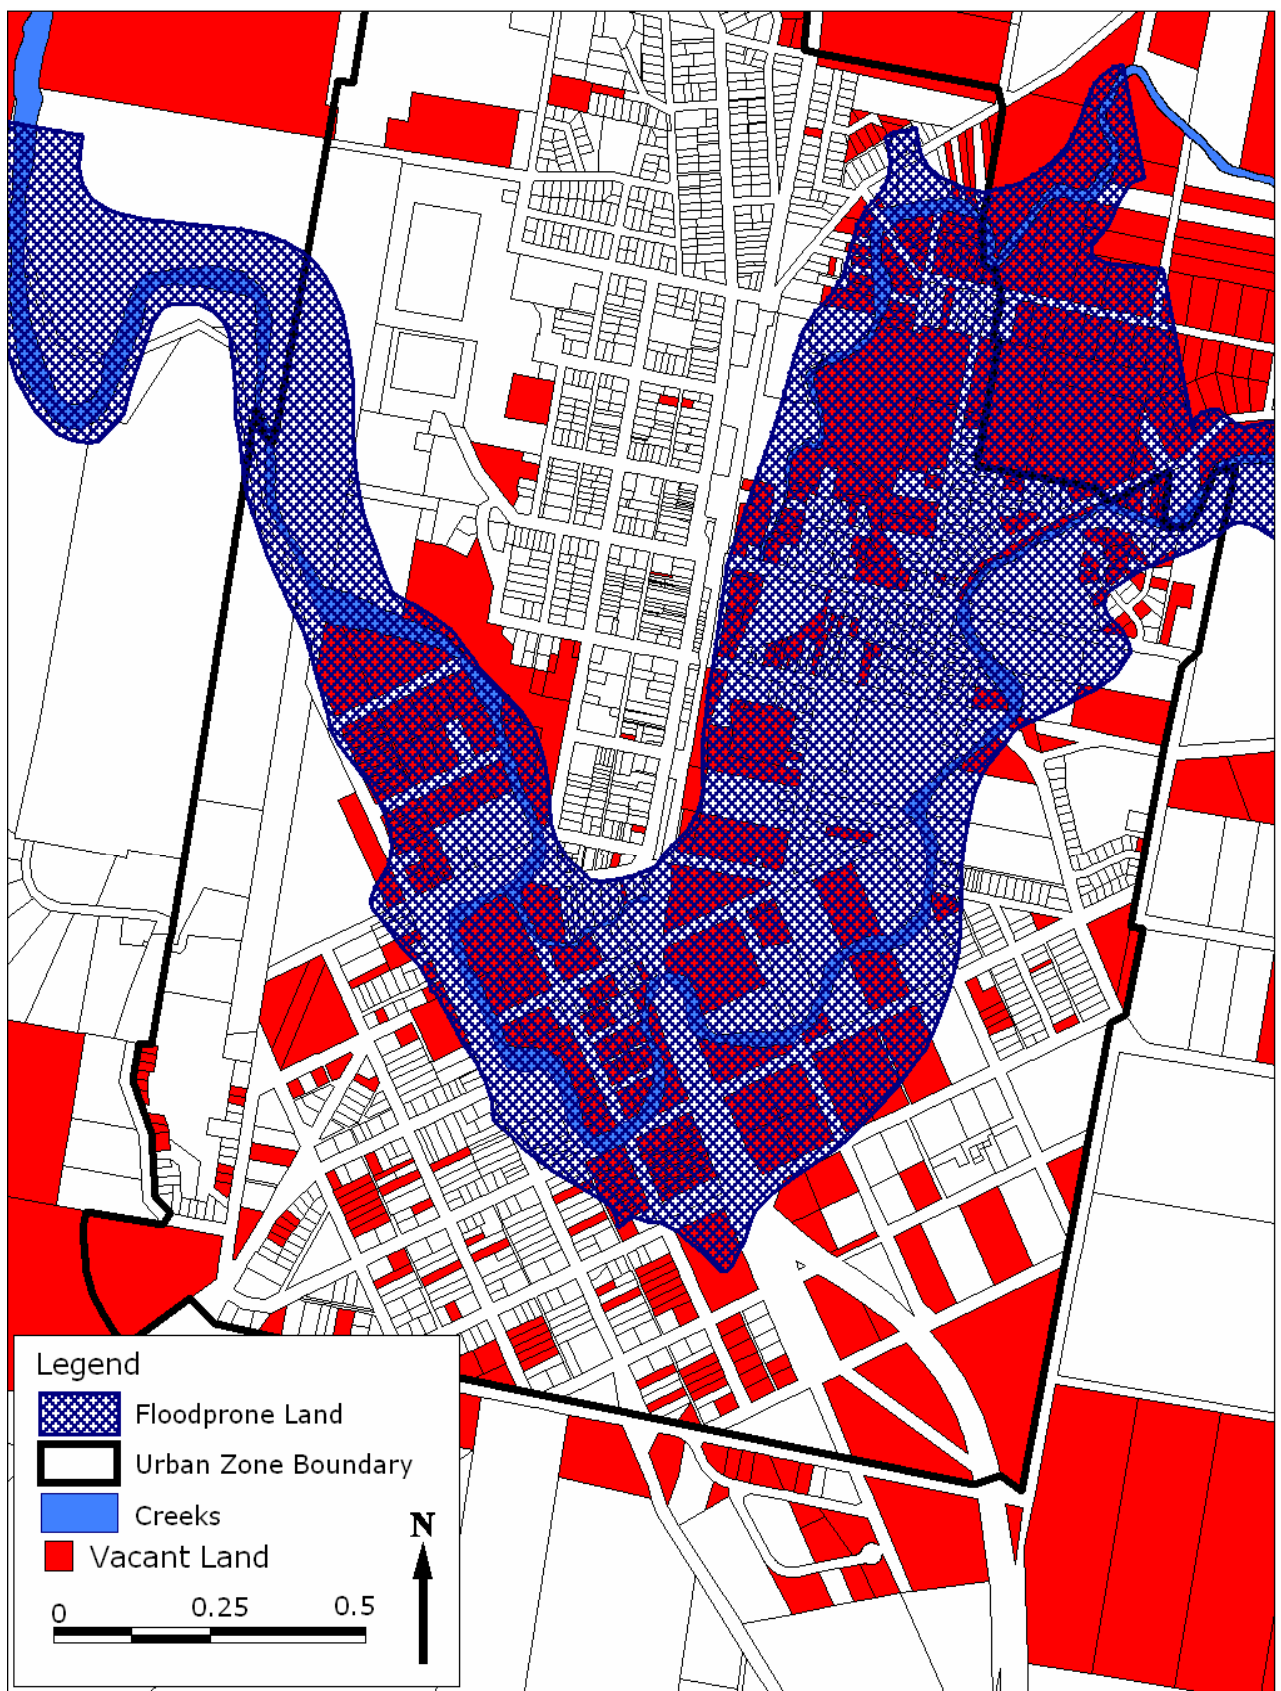 Legend
Floodprone Land
Urban Zone Boundary
Creeks
N
Vacant Land
0 0.25 0.5